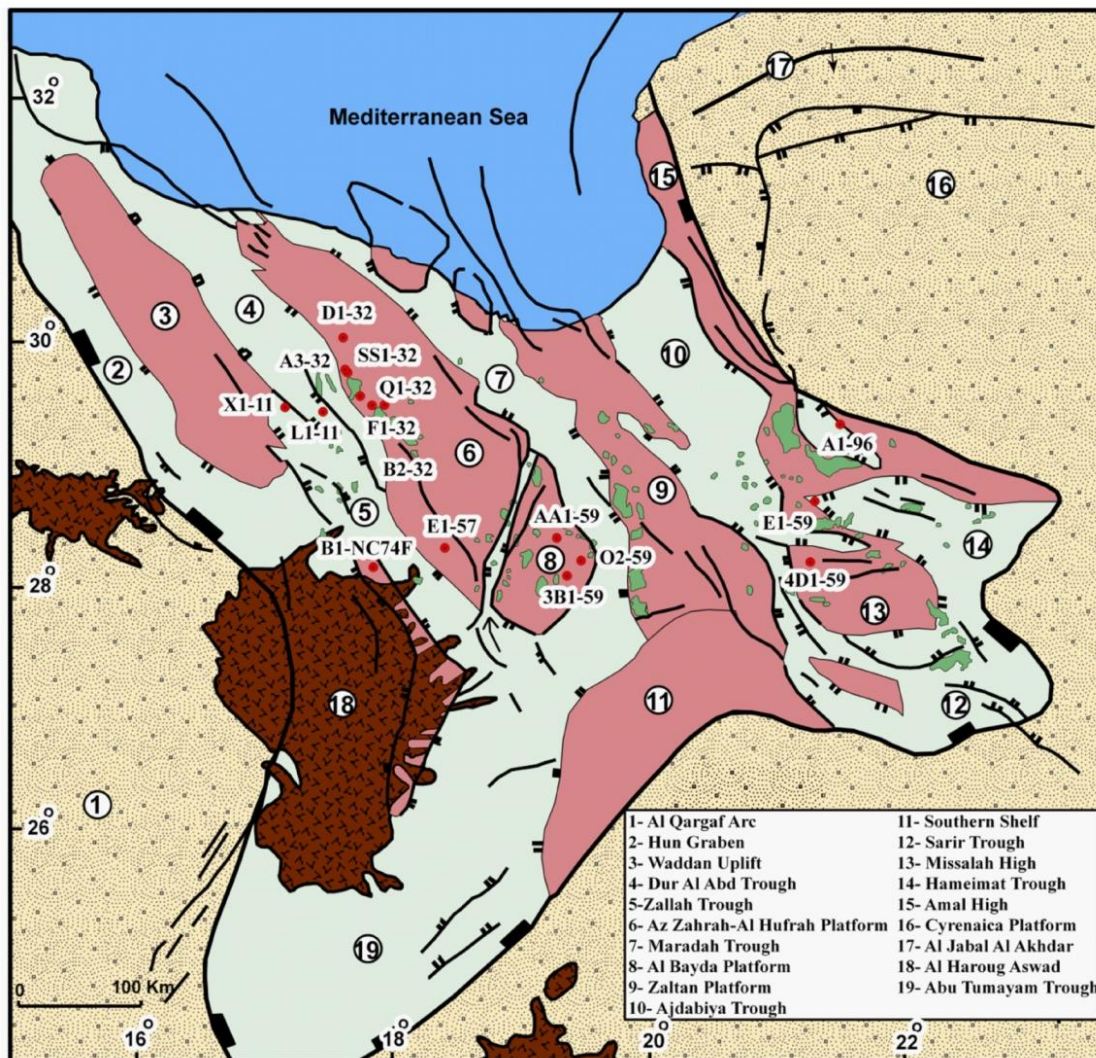 17
32°
Mediterranean Sea
15
16
3
4
10
D1-32
30°
A3-32
SS1-32
2
Q1-32
7
X1-11
L1-11
F1-32
A1-96
B2-32
6
9
5
E1-57
AA1-59
E1-59
14
B1-NC74F
8
O2-59
28°
3B1-59
4D1-59
13
18
11
12
1
26°
1- Al Qargaf Arc
2- Hun Graben
3- Waddan Uplift
4- Dur Al Abd Trough
5-Zallah Trough
6- Az Zahrah-Al Hufrah Platform
7- Maradah Trough
8- Al Bayda Platform
9- Zaltan Platform
10- Ajdabiya Trough
11- Southern Shelf
12- Sarir Trough
13- Missalah High
14- Hameimat Trough
15- Amal High
16- Cyrenaica Platform
17- Al Jabal Al Akhdar
18- Al Haroug Aswad
19- Abu Tumayam Trough
19
0 100 Km
16° 18° 20° 22°